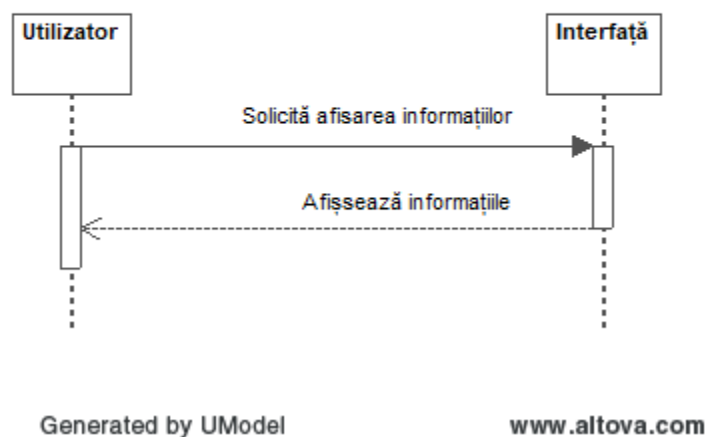 Utilizator
Interfață
Solicită afisarea informațiilor
Afișsează informațiile
Generated by UModel
www.altova.com